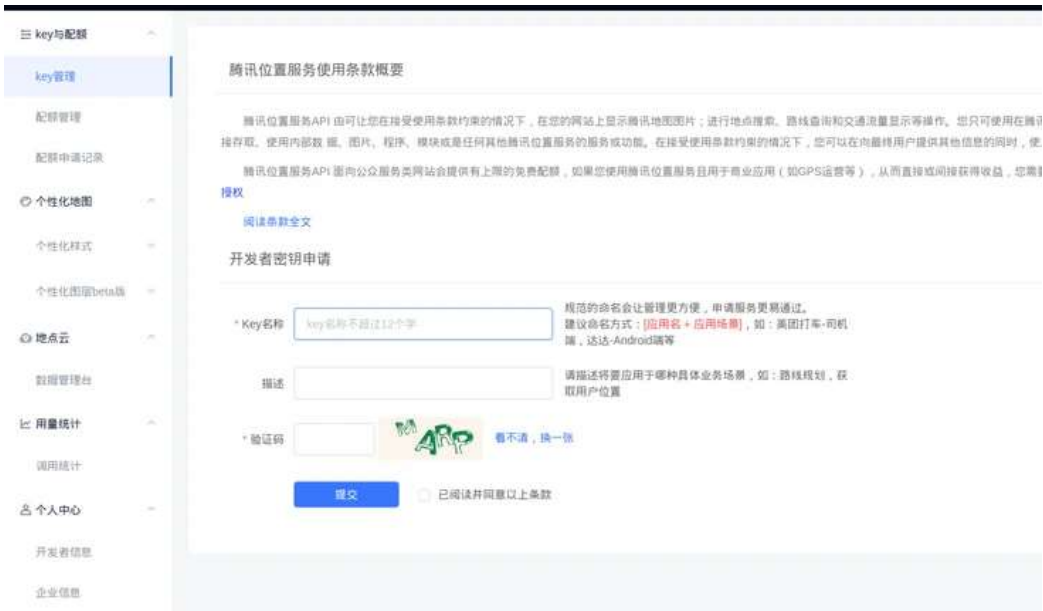 key与配额
key管理
配额管理
配额申请记录
个性化地图
个性化样式
个性化图层beta版
地点云
数据管理台
用量统计
调用统计
个人中心
开发者信息
企业信息
腾讯位置服务使用条款概要
腾讯位置服务API 由可让您在接受使用条款约束的情况下，在您的网站上显示腾讯地图图片；进行地点搜索、路线查询和交通流量显示等操作。您只可使用在腾讯
接存取、使用内部数 据、图片、程序、模块或是任何其他腾讯位置服务的服务或功能。在接受使用条款约束的情况下，您可以在向最终用户提供其他信息的同时，使
腾讯位置服务API 面向公众服务类网站会提供有上限的免费配额，如果您使用腾讯位置服务且用于商业应用（如GPS运营等），从而直接或间接获得收益，您需要
授权
阅读条款全文
开发者密钥申请
* Key名称
key名称不超过12个字
规范的命名会让管理更方便，申请服务更易通过。
建议命名方式：[应用名 + 应用场景]，如：美团打车-司机
端，达达-Android端等
描述
请描述将要应用于哪种具体业务场景，如：路线规划，获
取用户位置
* 验证码
看不清，换一张
提交
已阅读并同意以上条款